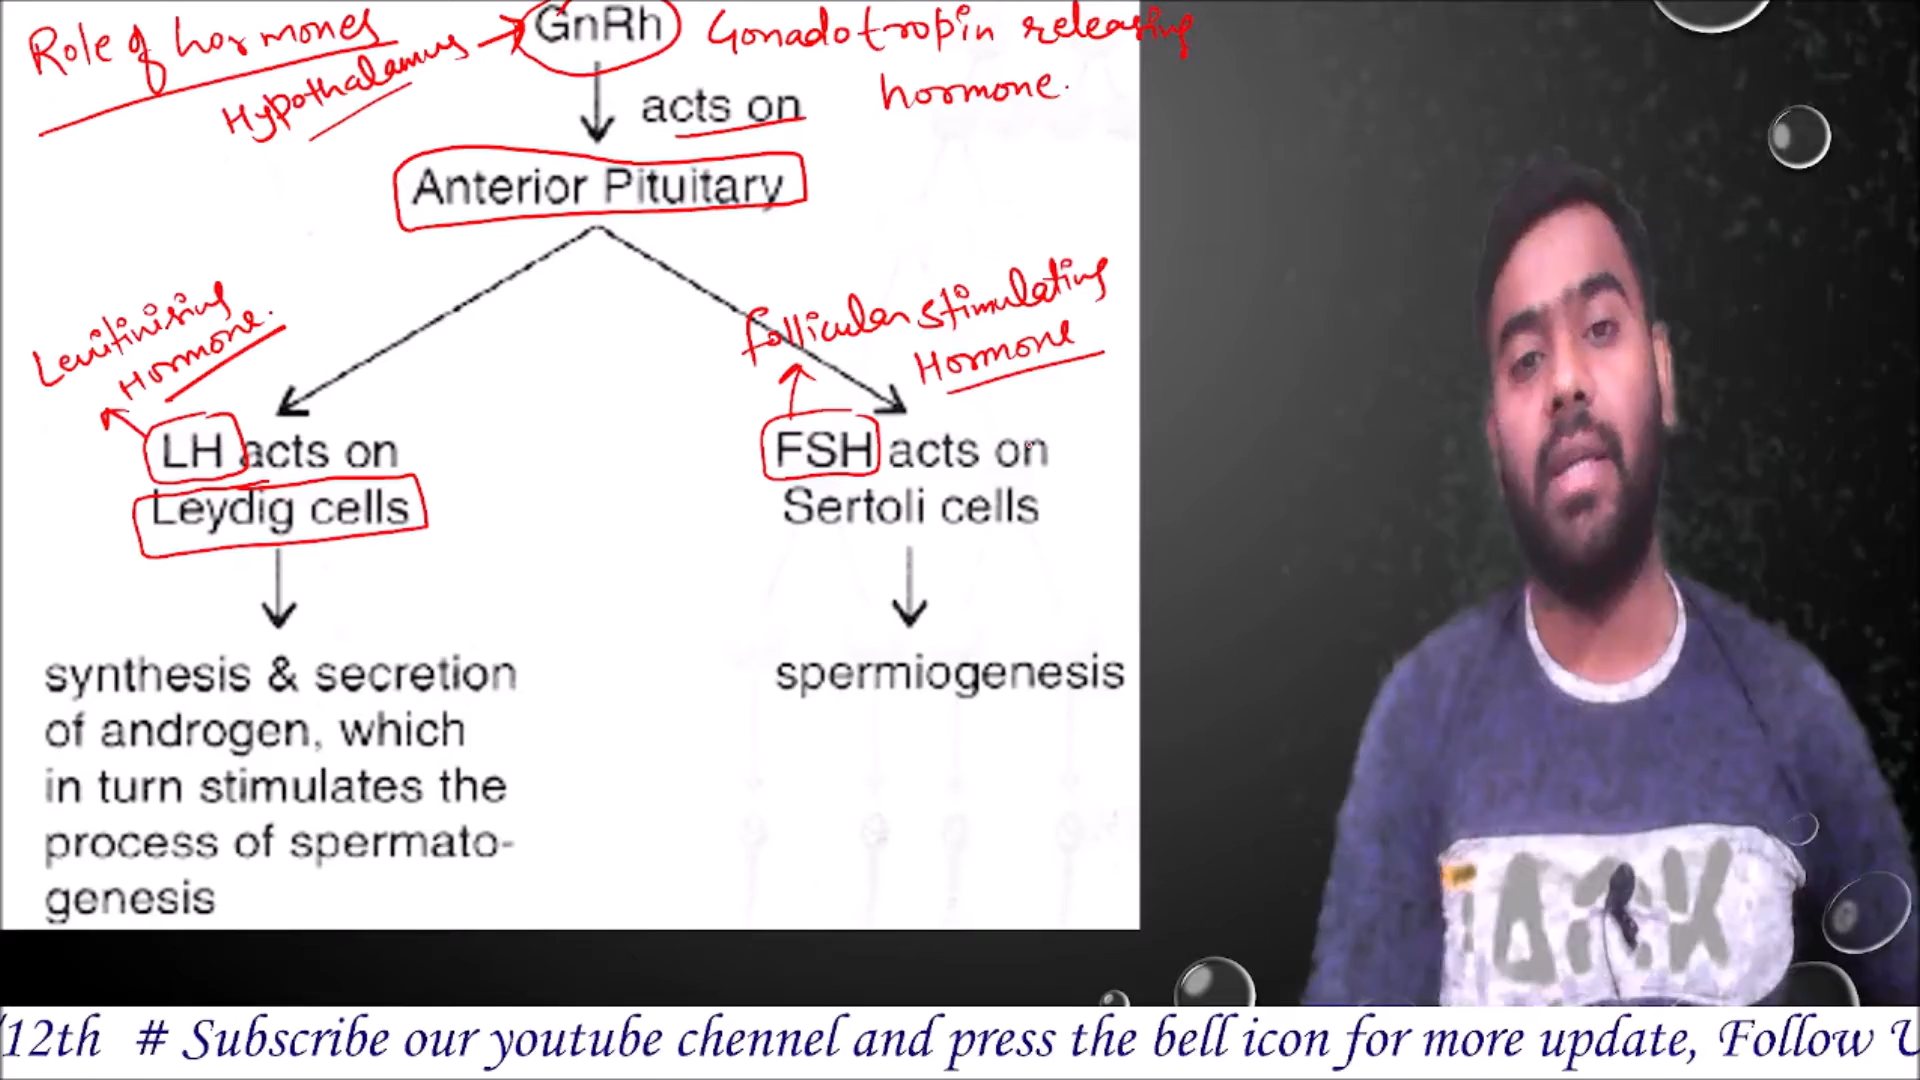 Role of hormones
Hypothalamus
GnRh
Gonadotropin releasing
hormone.
acts on
Anterior Pituitary
Leuitinising
Hormone.
follicular stimulating
Hormone
LH acts on
Leydig cells
FSH acts on
Sertoli cells
synthesis & secretion
of androgen, which
in turn stimulates the
process of spermato-
genesis
spermiogenesis
/12th # Subscribe our youtube chennel and press the bell icon for more update, Follow U